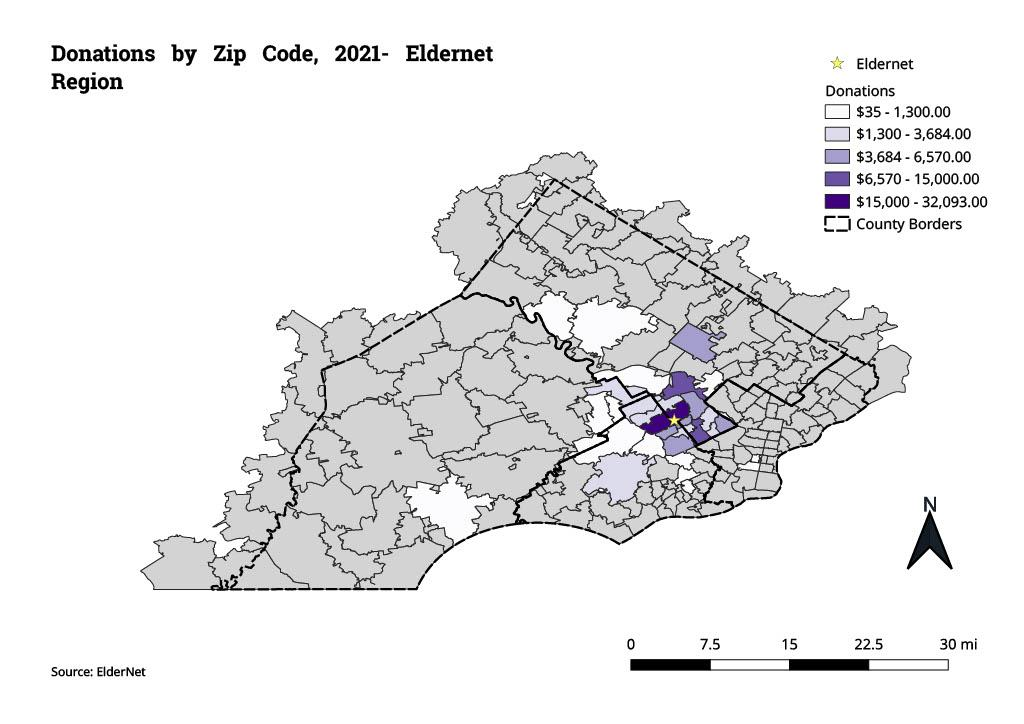 Donations by Zip Code, 2021- Eldernet
Region
Eldernet
Donations
$35 - 1,300.00
$1,300 - 3,684.00
$3,684 - 6,570.00
$6,570 - 15,000.00
$15,000 - 32,093.00
County Borders
N
0 7.5 15 22.5 30 mi
Source: ElderNet